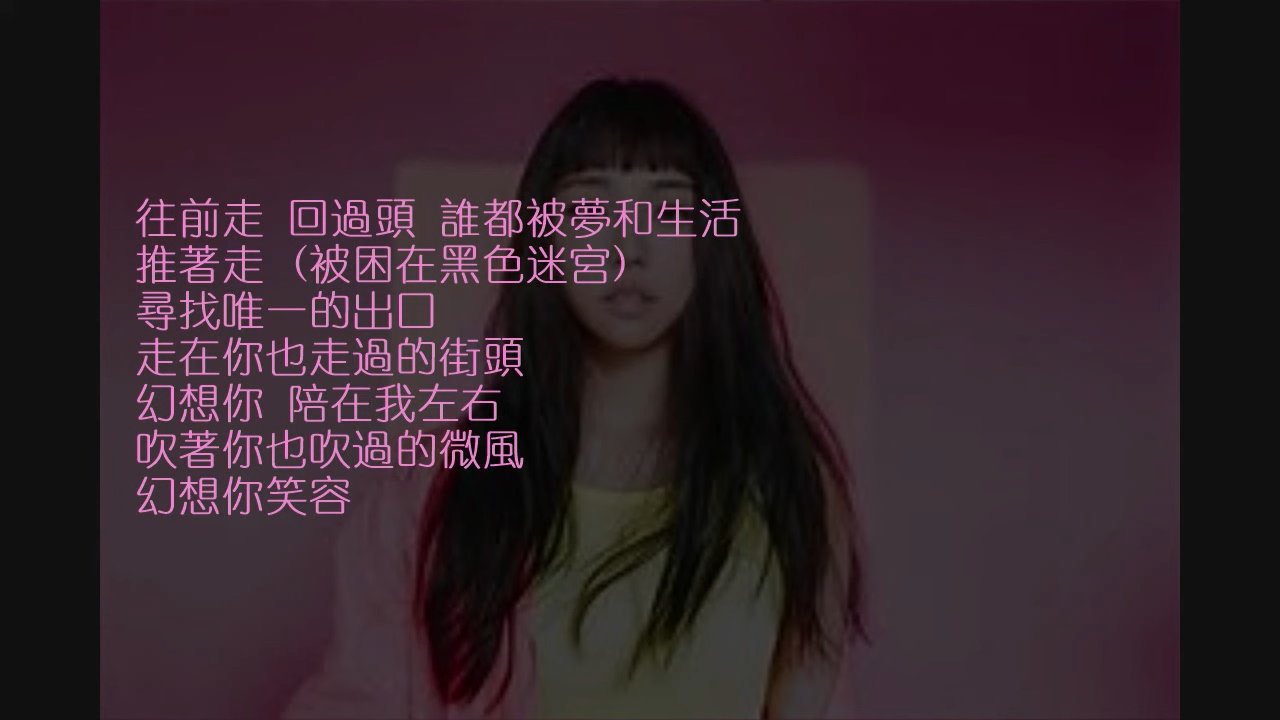 往前走 回過頭 誰都被夢和生活
推著走 (被困在黑色迷宮)
尋找唯一的出口
走在你也走過的街頭
幻想你 陪在我左右
吹著你也吹過的微風
幻想你笑容